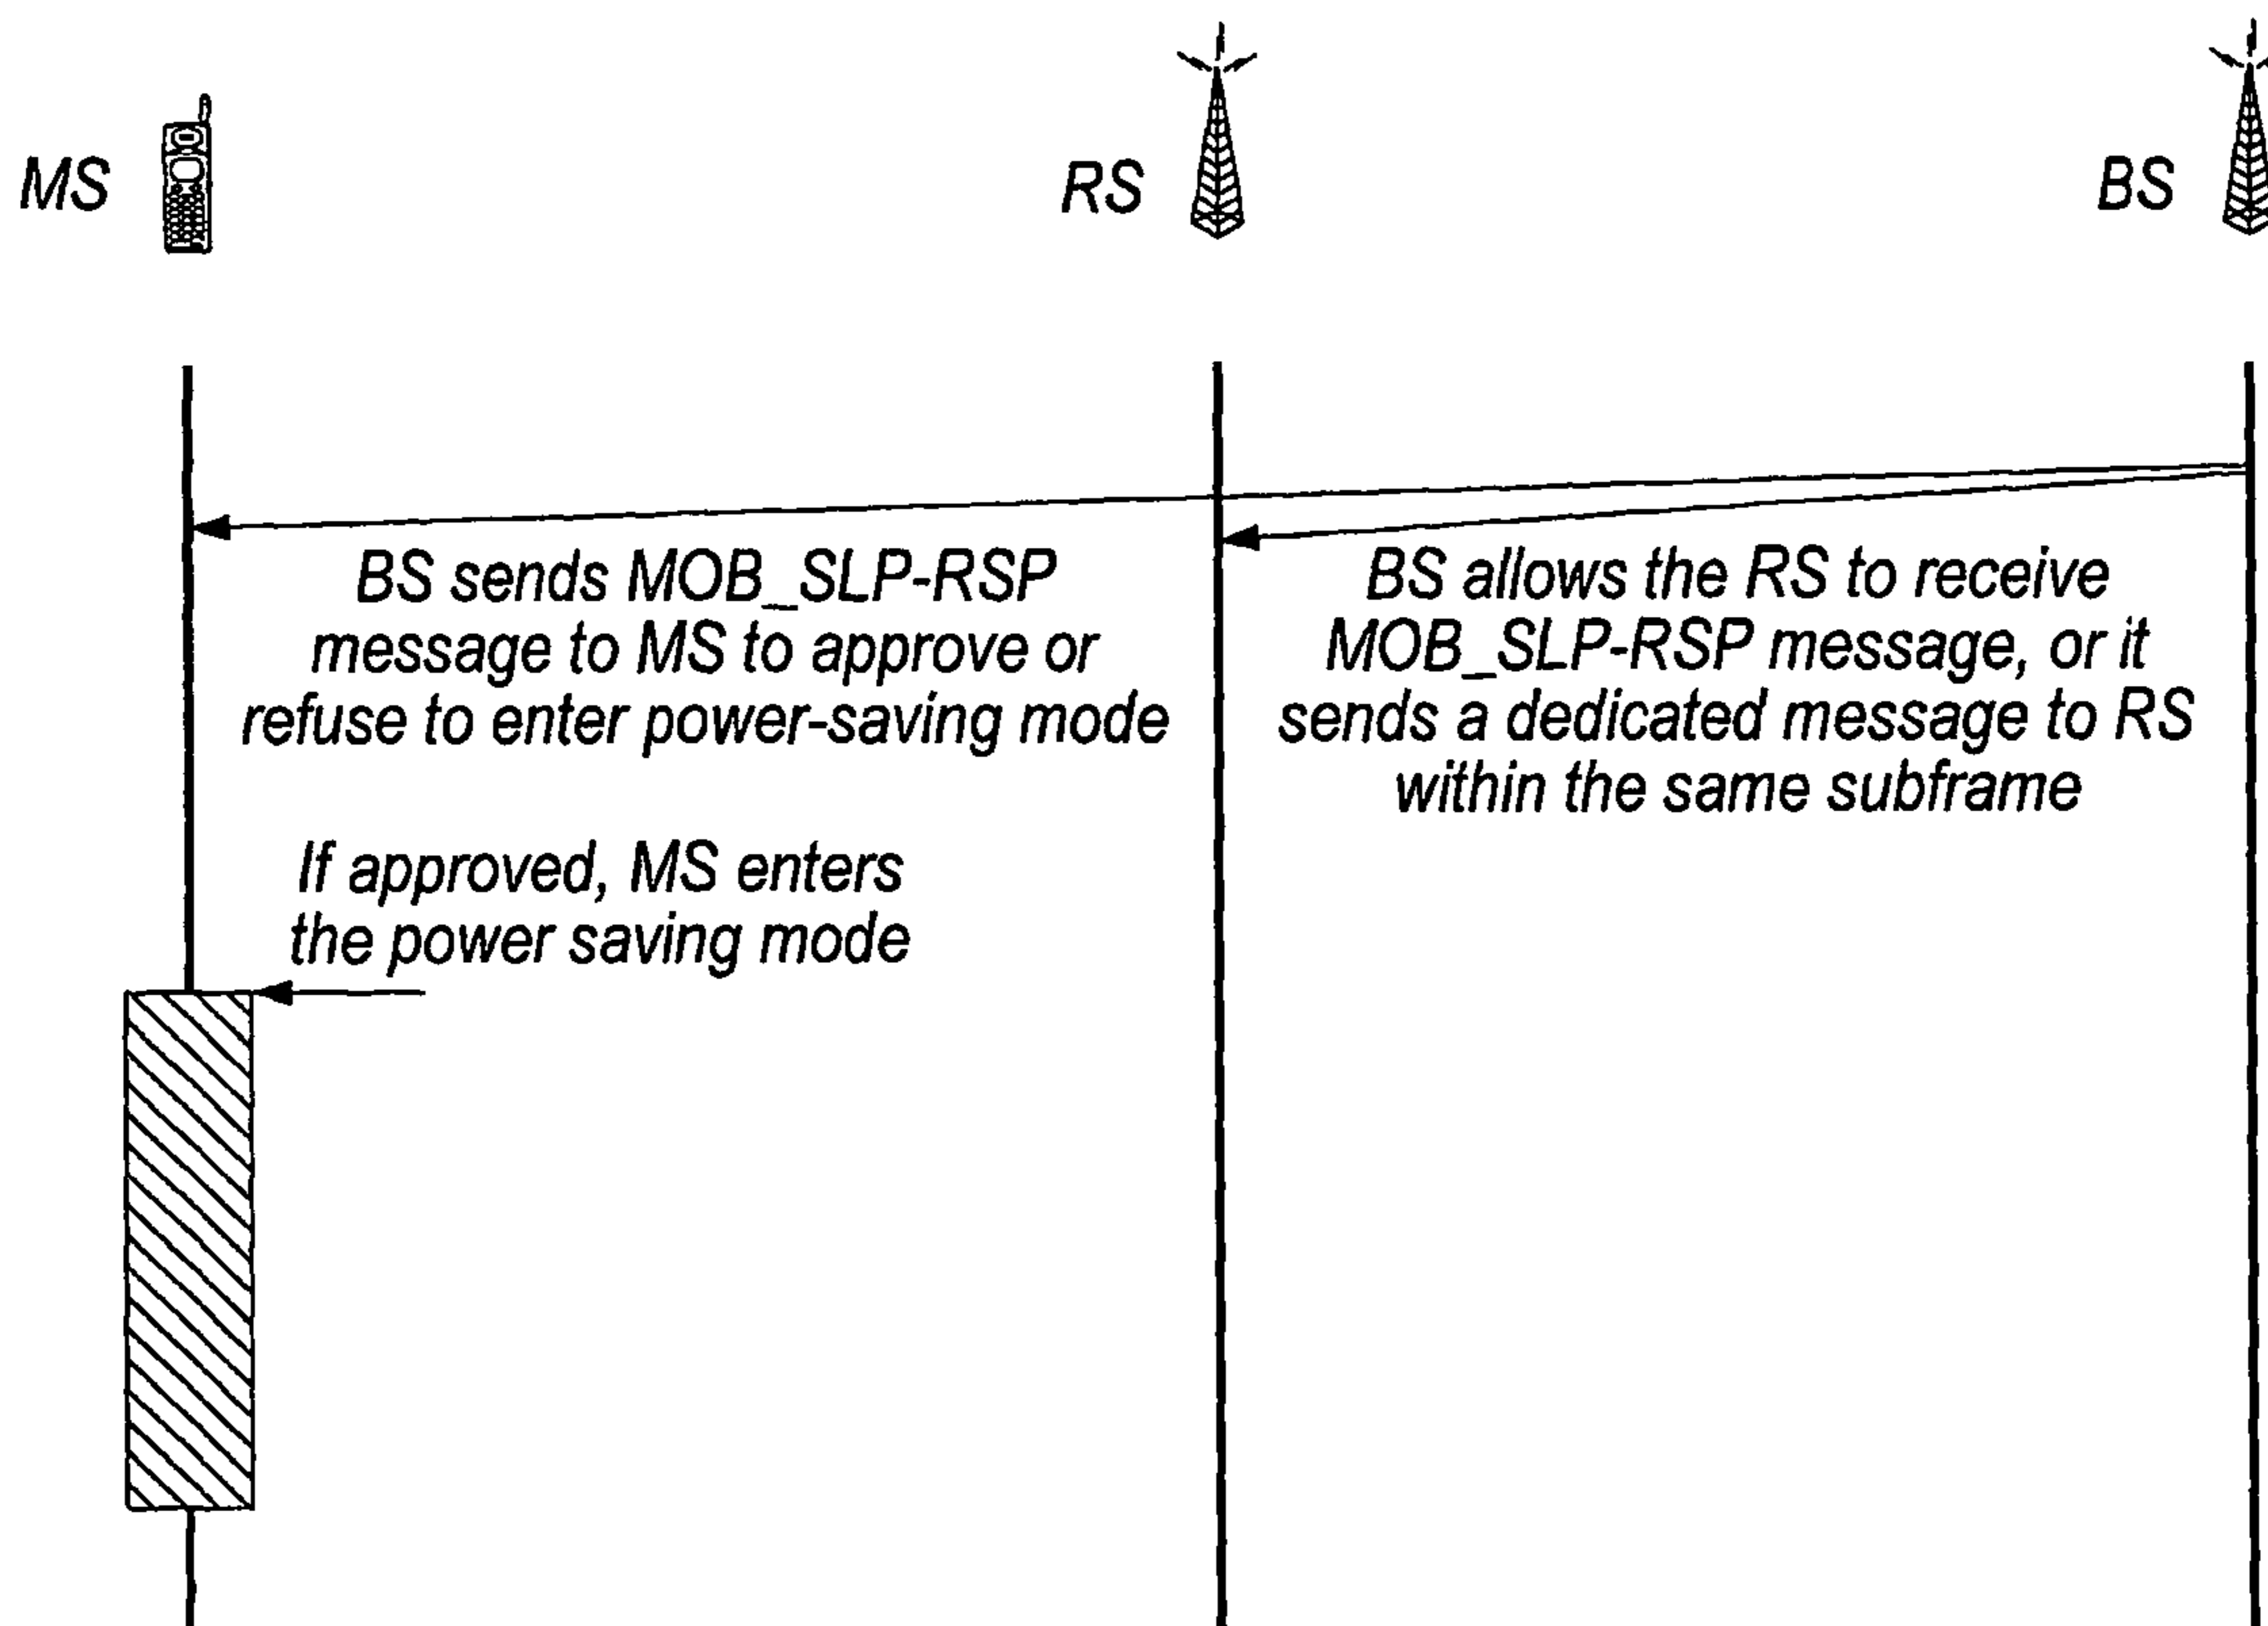 MS
RS
BS
BS sends MOB_SLP-RSP
message to MS to approve or
refuse to enter power-saving mode
BS allows the RS to receive
MOB_SLP-RSP message, or it
sends a dedicated message to RS
within the same subframe
If approved, MS enters
the power saving mode